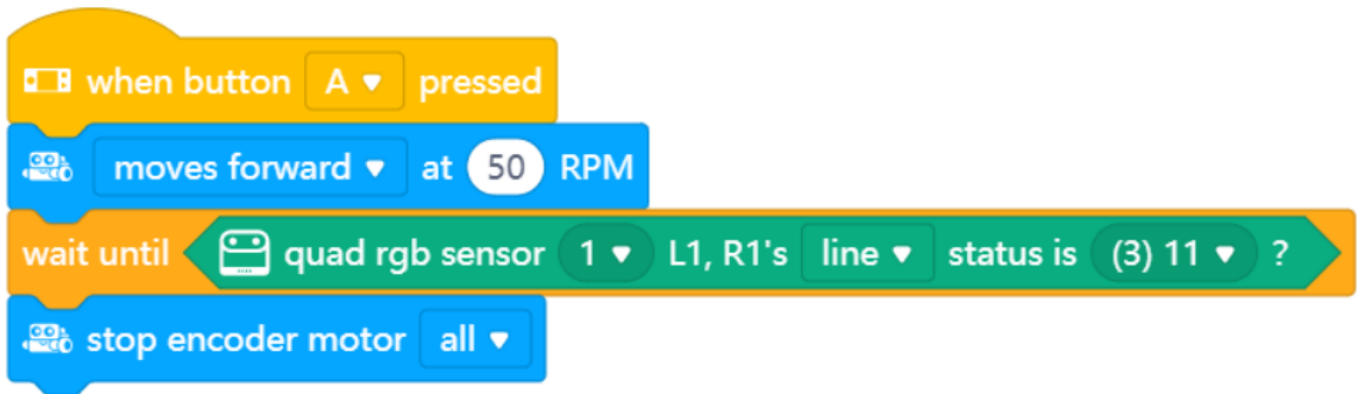 when button A pressed
moves forward at 50 RPM
wait until quad rgb sensor 1 L1, R1's line status is (3) 11 ?
stop encoder motor all